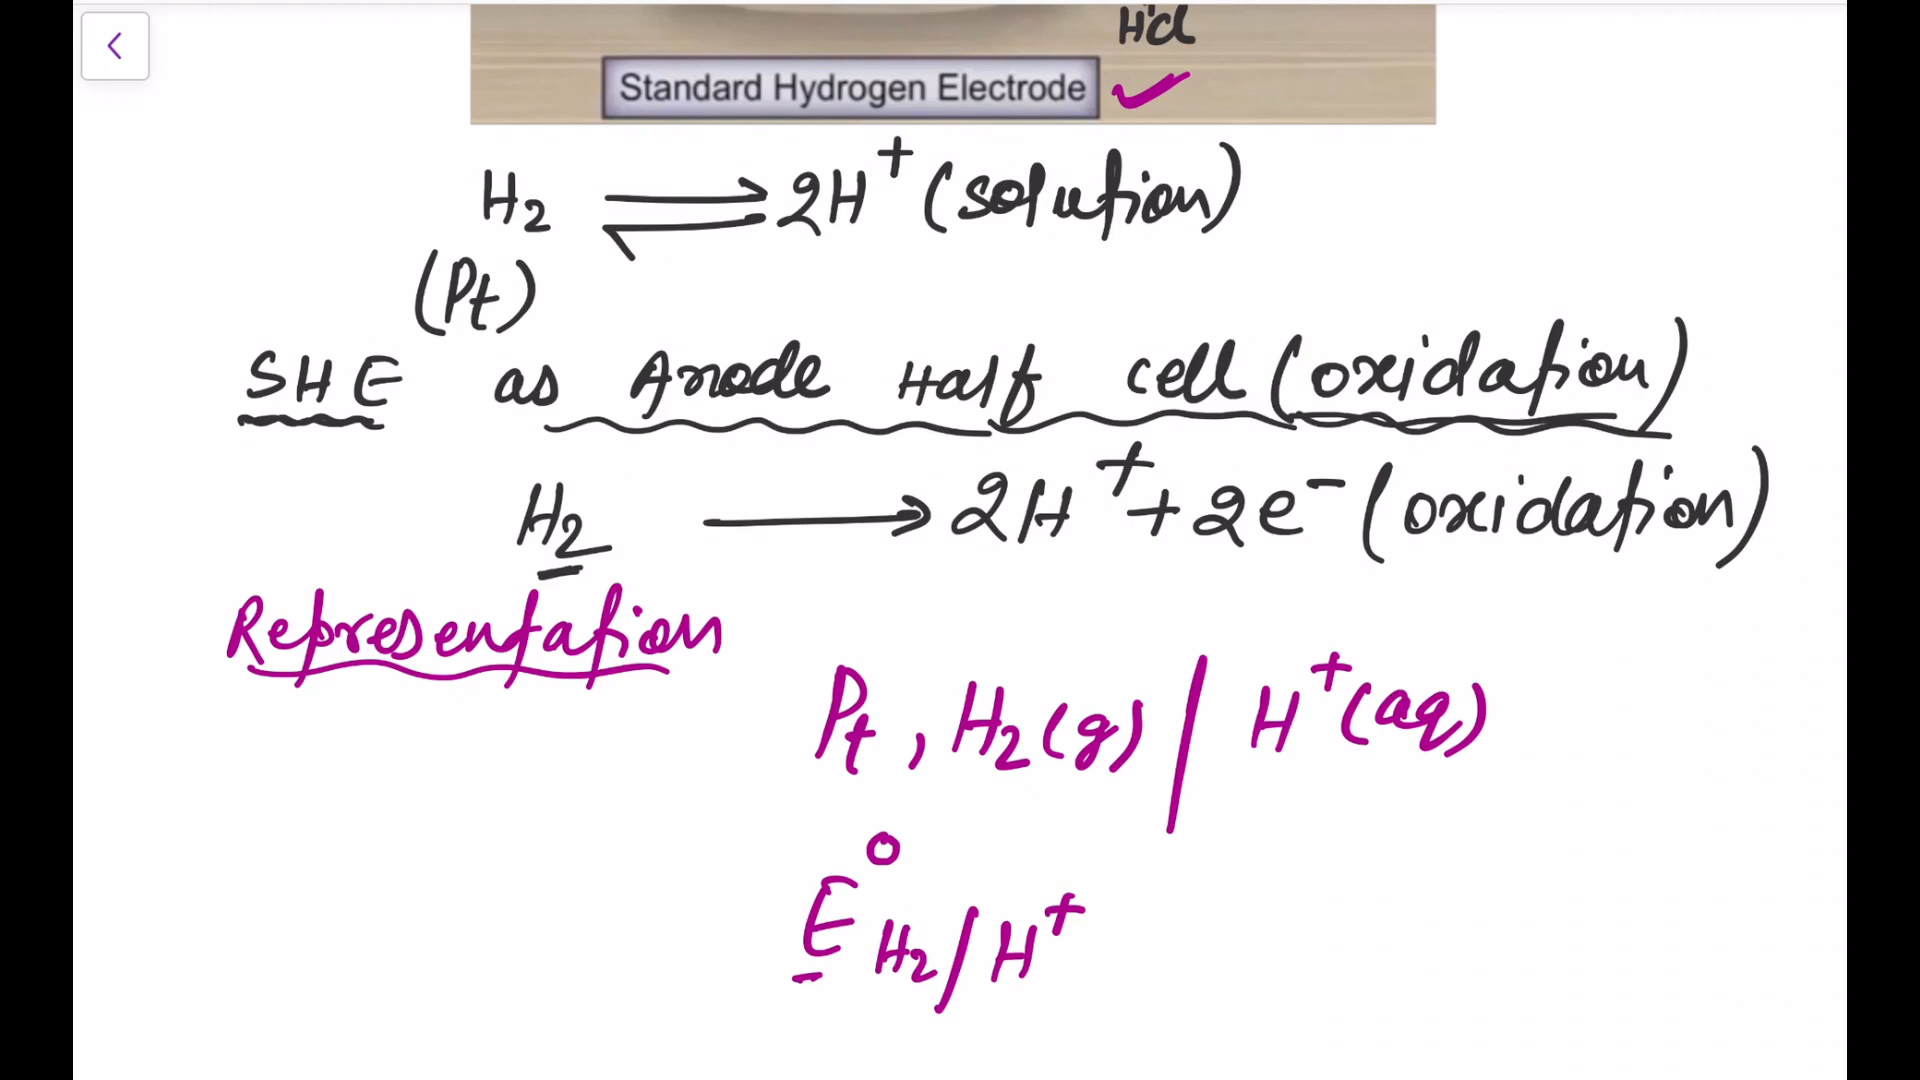 HCl
Standard Hydrogen Electrode
H₂ ⇌ 2H⁺ (solution)
(Pt)
SHE as Anode Half cell (oxidation)
H₂ → 2H⁺ + 2e⁻ (oxidation)
Representation
Pt, H₂(g) / H⁺(aq)
E⁰ H₂/H⁺